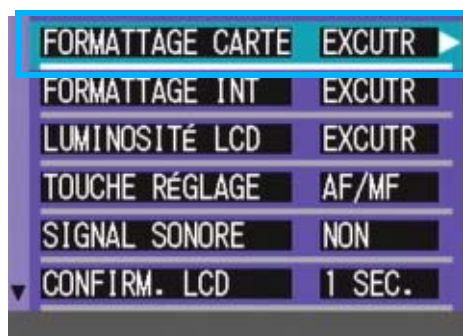 FORMATTAGE CARTE EXCUTR
FORMATTAGE INT EXCUTR
LUMINOSITÉ LCD EXCUTR
TOUCHE RÉGLAGE AF/MF
SIGNAL SONORE NON
CONFIRM. LCD 1 SEC.